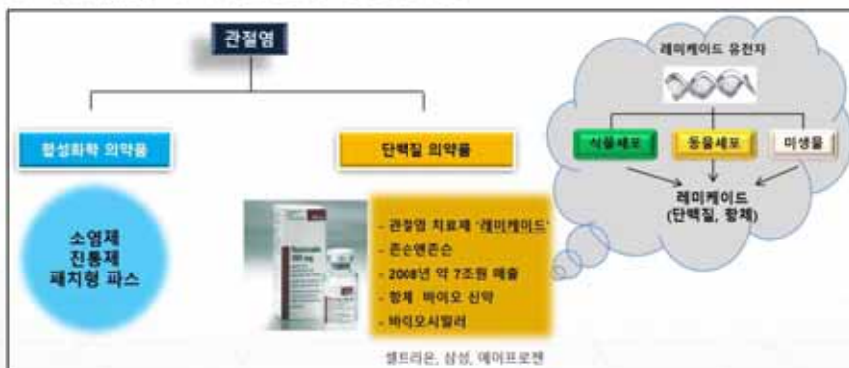 관절염
합성화학 의약품
소염제
진통제
패치형 파스
단백질 의약품
- 관절염 치료제 '레미케이드'
- 존슨앤존슨
- 2008년 약 7조원 매출
- 항체 바이오 신약
- 바이오시밀러
셀트리온, 삼성, 에이프로젠
레미케이드 유전자
식물세포
동물세포
미생물
레미케이드
(단백질, 항체)